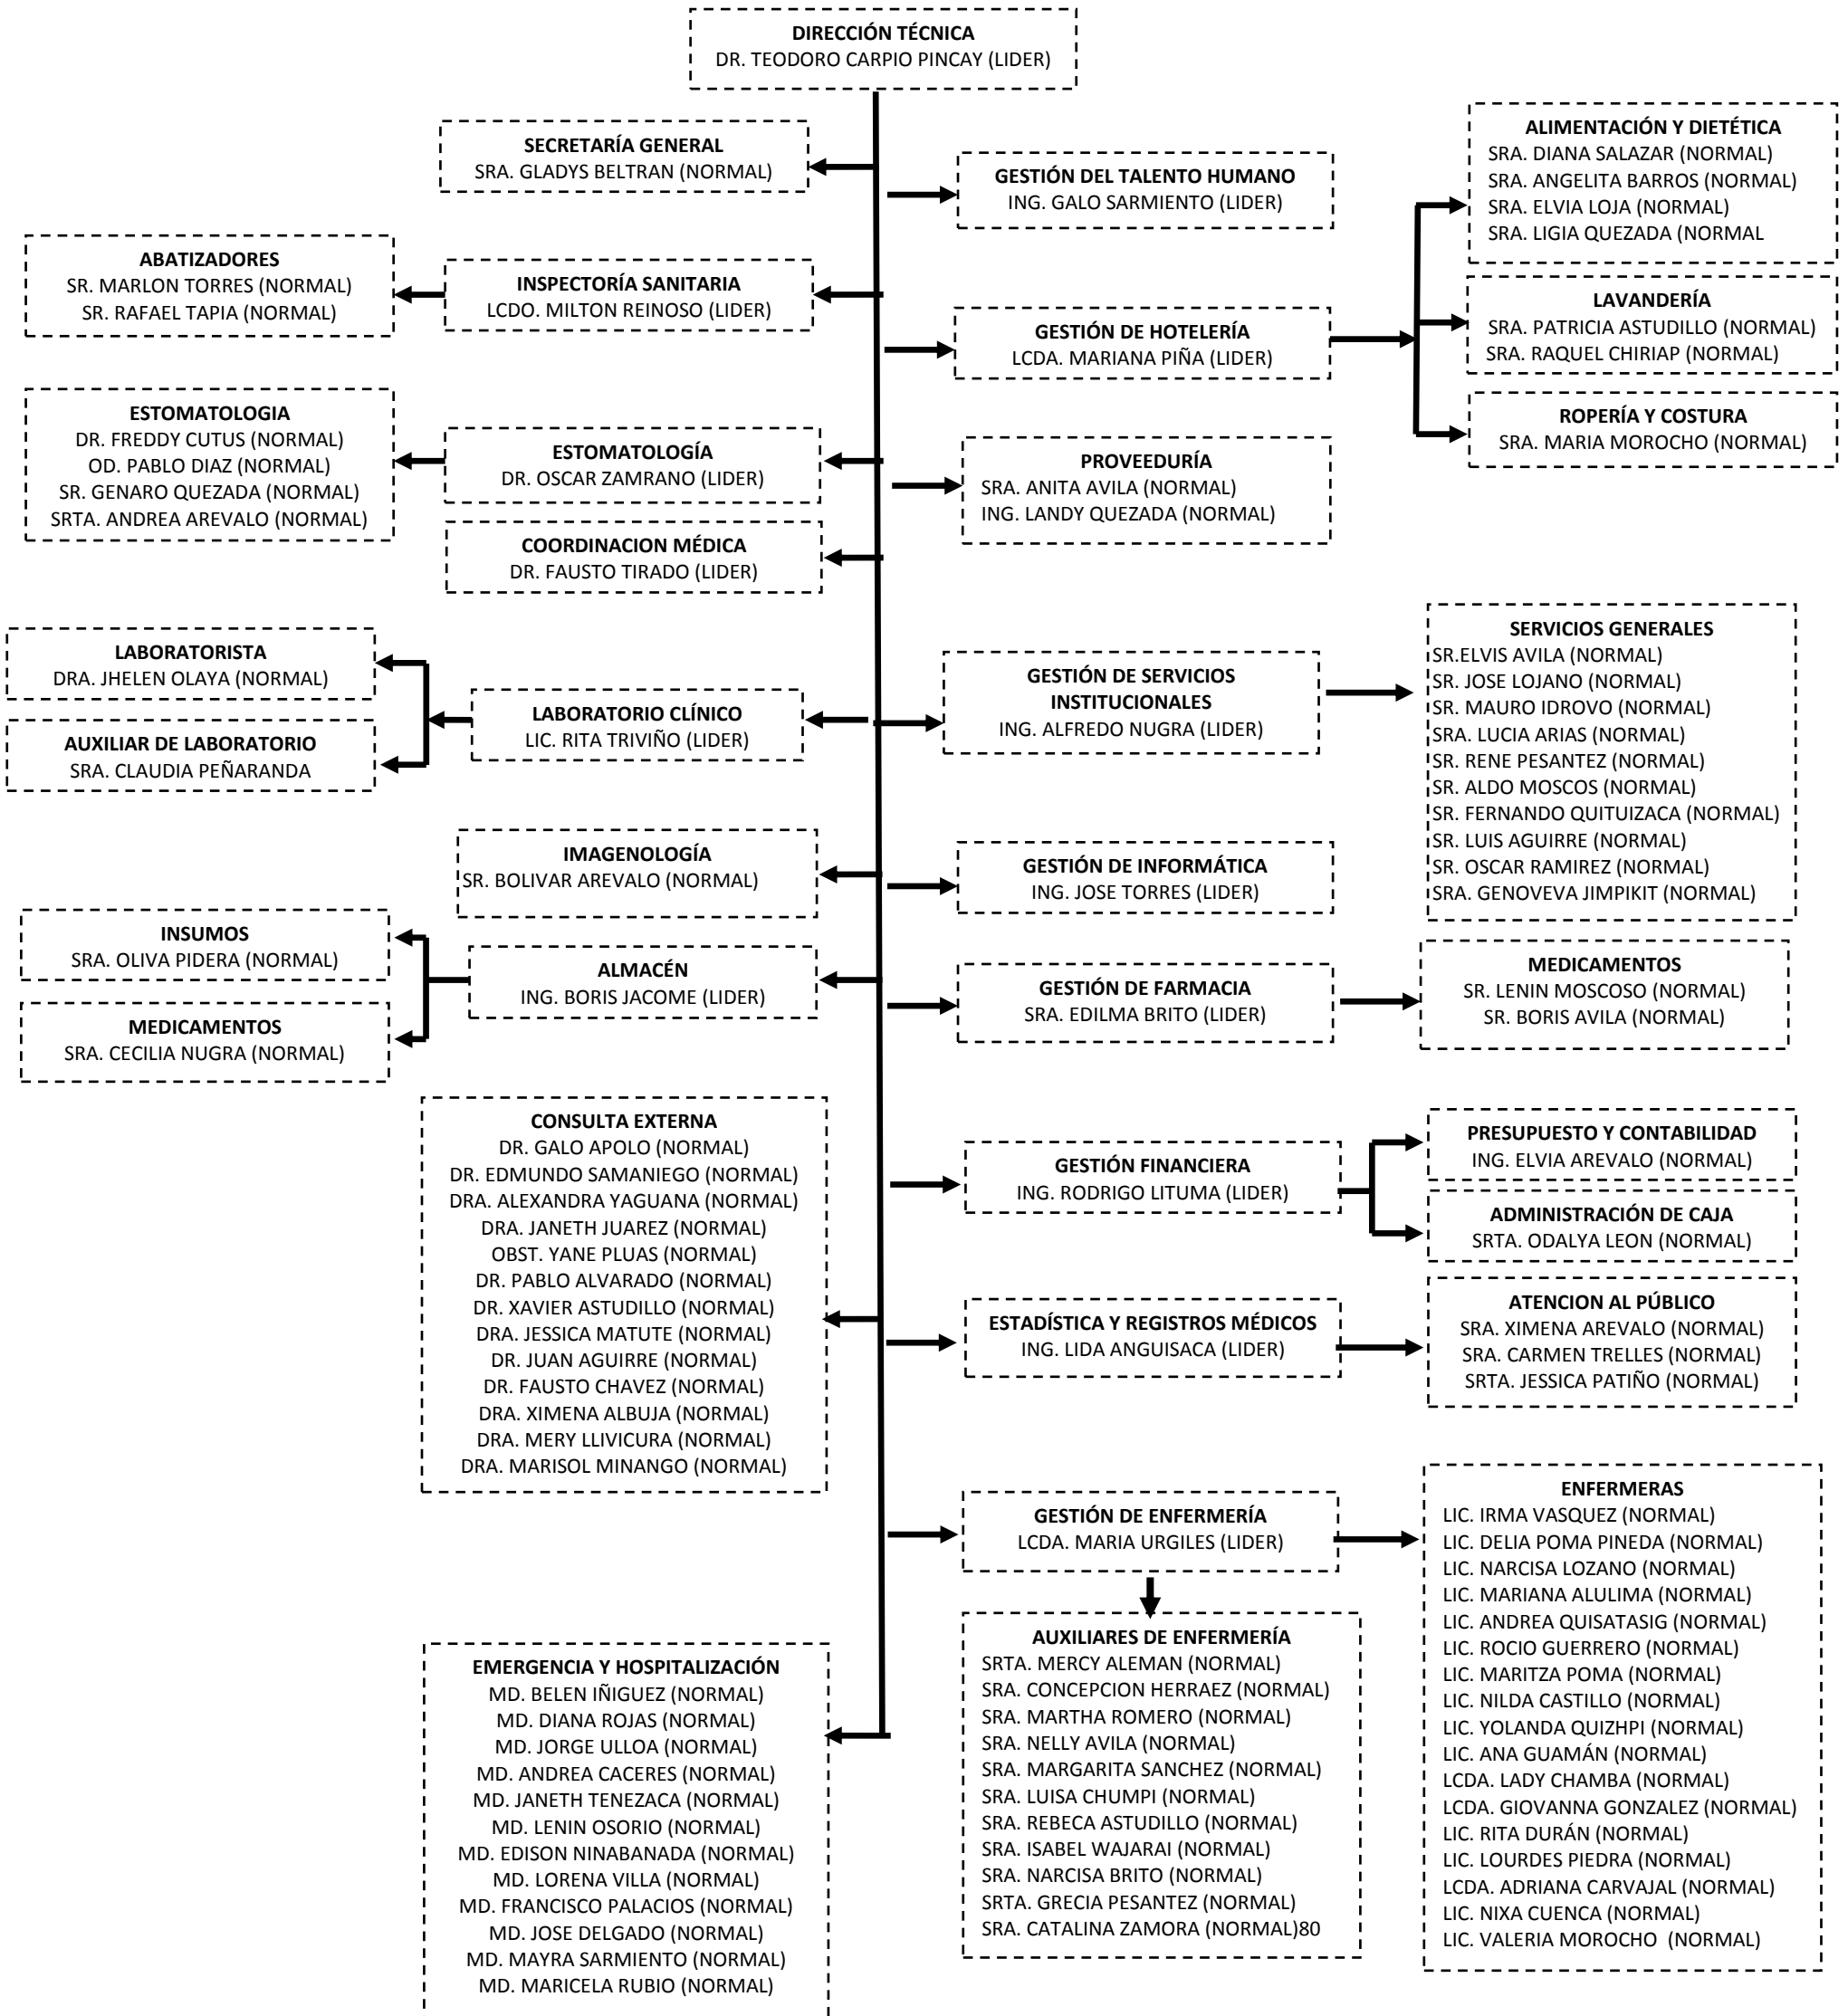 DIRECCIÓN TÉCNICA
DR. TEODORO CARPIO PINCAY (LIDER)
SECRETARÍA GENERAL
SRA. GLADYS BELTRAN (NORMAL)
GESTIÓN DEL TALENTO HUMANO
ING. GALO SARMIENTO (LIDER)
ALIMENTACIÓN Y DIETÉTICA
SRA. DIANA SALAZAR (NORMAL)
SRA. ANGELITA BARROS (NORMAL)
SRA. ELVIA LOJA (NORMAL)
SRA. LIGIA QUEZADA (NORMAL
ABATIZADORES
SR. MARLON TORRES (NORMAL)
SR. RAFAEL TAPIA (NORMAL)
INSPECTORÍA SANITARIA
LCDO. MILTON REINOSO (LIDER)
GESTIÓN DE HOTELERÍA
LCDA. MARIANA PIÑA (LIDER)
LAVANDERÍA
SRA. PATRICIA ASTUDILLO (NORMAL)
SRA. RAQUEL CHIRIAP (NORMAL)
ROPERÍA Y COSTURA
SRA. MARIA MOROCHO (NORMAL)
ESTOMATOLOGIA
DR. FREDDY CUTUS (NORMAL)
OD. PABLO DIAZ (NORMAL)
SR. GENARO QUEZADA (NORMAL)
SRTA. ANDREA AREVALO (NORMAL)
ESTOMATOLOGÍA
DR. OSCAR ZAMRANO (LIDER)
PROVEEDURÍA
SRA. ANITA AVILA (NORMAL)
ING. LANDY QUEZADA (NORMAL)
COORDINACION MÉDICA
DR. FAUSTO TIRADO (LIDER)
LABORATORISTA
DRA. JHELEN OLAYA (NORMAL)
AUXILIAR DE LABORATORIO
SRA. CLAUDIA PEÑARANDA
LABORATORIO CLÍNICO
LIC. RITA TRIVIÑO (LIDER)
GESTIÓN DE SERVICIOS
INSTITUCIONALES
ING. ALFREDO NUGRA (LIDER)
SERVICIOS GENERALES
SR.ELVIS AVILA (NORMAL)
SR. JOSE LOJANO (NORMAL)
SR. MAURO IDROVO (NORMAL)
SRA. LUCIA ARIAS (NORMAL)
SR. RENE PESANTEZ (NORMAL)
SR. ALDO MOSCOS (NORMAL)
SR. FERNANDO QUITUIZACA (NORMAL)
SR. LUIS AGUIRRE (NORMAL)
SR. OSCAR RAMIREZ (NORMAL)
SRA. GENOVEVA JIMPIKIT (NORMAL)
IMAGENOLOGÍA
SR. BOLIVAR AREVALO (NORMAL)
GESTIÓN DE INFORMÁTICA
ING. JOSE TORRES (LIDER)
INSUMOS
SRA. OLIVA PIDERA (NORMAL)
MEDICAMENTOS
SRA. CECILIA NUGRA (NORMAL)
ALMACÉN
ING. BORIS JACOME (LIDER)
GESTIÓN DE FARMACIA
SRA. EDILMA BRITO (LIDER)
MEDICAMENTOS
SR. LENIN MOSCOSO (NORMAL)
SR. BORIS AVILA (NORMAL)
CONSULTA EXTERNA
DR. GALO APOLO (NORMAL)
DR. EDMUNDO SAMANIEGO (NORMAL)
DRA. ALEXANDRA YAGUANA (NORMAL)
DRA. JANETH JUAREZ (NORMAL)
OBST. YANE PLUAS (NORMAL)
DR. PABLO ALVARADO (NORMAL)
DR. XAVIER ASTUDILLO (NORMAL)
DRA. JESSICA MATUTE (NORMAL)
DR. JUAN AGUIRRE (NORMAL)
DR. FAUSTO CHAVEZ (NORMAL)
DRA. XIMENA ALBUJA (NORMAL)
DRA. MERY LLIVICURA (NORMAL)
DRA. MARISOL MINANGO (NORMAL)
GESTIÓN FINANCIERA
ING. RODRIGO LITUMA (LIDER)
PRESUPUESTO Y CONTABILIDAD
ING. ELVIA AREVALO (NORMAL)
ADMINISTRACIÓN DE CAJA
SRTA. ODALYA LEON (NORMAL)
ESTADÍSTICA Y REGISTROS MÉDICOS
ING. LIDA ANGUISACA (LIDER)
ATENCION AL PÚBLICO
SRA. XIMENA AREVALO (NORMAL)
SRA. CARMEN TRELLES (NORMAL)
SRTA. JESSICA PATIÑO (NORMAL)
GESTIÓN DE ENFERMERÍA
LCDA. MARIA URGILES (LIDER)
ENFERMERAS
LIC. IRMA VASQUEZ (NORMAL)
LIC. DELIA POMA PINEDA (NORMAL)
LIC. NARCISA LOZANO (NORMAL)
LIC. MARIANA ALULIMA (NORMAL)
LIC. ANDREA QUISATASIG (NORMAL)
LIC. ROCIO GUERRERO (NORMAL)
LIC. MARITZA POMA (NORMAL)
LIC. NILDA CASTILLO (NORMAL)
LIC. YOLANDA QUIZHPI (NORMAL)
LIC. ANA GUAMÁN (NORMAL)
LCDA. LADY CHAMBA (NORMAL)
LCDA. GIOVANNA GONZALEZ (NORMAL)
LIC. RITA DURÁN (NORMAL)
LIC. LOURDES PIEDRA (NORMAL)
LCDA. ADRIANA CARVAJAL (NORMAL)
LIC. NIXA CUENCA (NORMAL)
LIC. VALERIA MOROCHO (NORMAL)
AUXILIARES DE ENFERMERÍA
SRTA. MERCY ALEMAN (NORMAL)
SRA. CONCEPCION HERRAEZ (NORMAL)
SRA. MARTHA ROMERO (NORMAL)
SRA. NELLY AVILA (NORMAL)
SRA. MARGARITA SANCHEZ (NORMAL)
SRA. LUISA CHUMPI (NORMAL)
SRA. REBECA ASTUDILLO (NORMAL)
SRA. ISABEL WAJARAI (NORMAL)
SRA. NARCISA BRITO (NORMAL)
SRTA. GRECIA PESANTEZ (NORMAL)
SRA. CATALINA ZAMORA (NORMAL)80
EMERGENCIA Y HOSPITALIZACIÓN
MD. BELEN IÑIGUEZ (NORMAL)
MD. DIANA ROJAS (NORMAL)
MD. JORGE ULLOA (NORMAL)
MD. ANDREA CACERES (NORMAL)
MD. JANETH TENEZACA (NORMAL)
MD. LENIN OSORIO (NORMAL)
MD. EDISON NINABANADA (NORMAL)
MD. LORENA VILLA (NORMAL)
MD. FRANCISCO PALACIOS (NORMAL)
MD. JOSE DELGADO (NORMAL)
MD. MAYRA SARMIENTO (NORMAL)
MD. MARICELA RUBIO (NORMAL)